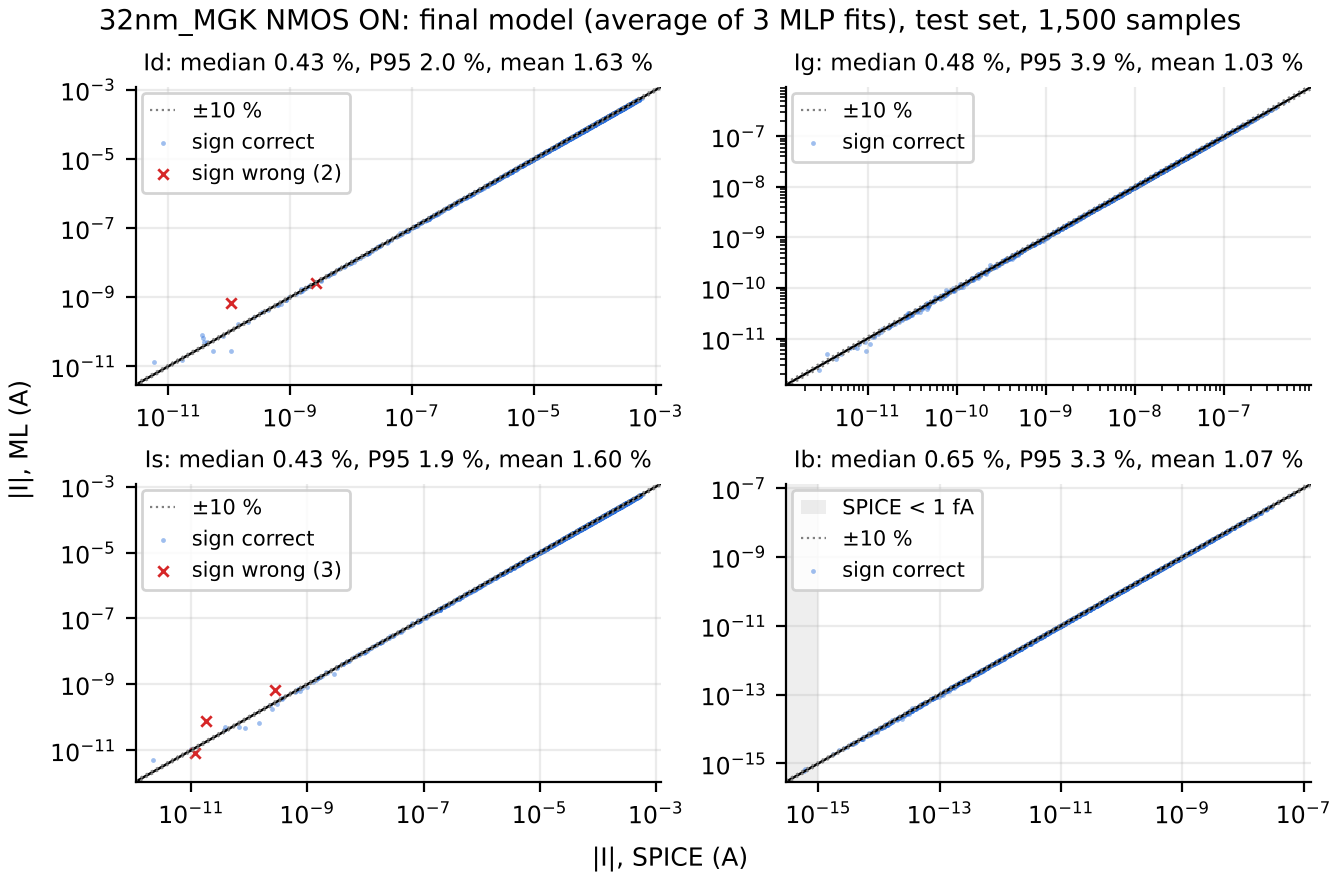 32nm_MGK NMOS ON: final model (average of 3 MLP fits), test set, 1,500 samples
Id: median 0.43 %, P95 2.0 %, mean 1.63 %
10⁻³
10⁻⁵
10⁻⁷
10⁻⁹
10⁻¹¹
±10 %
sign correct
sign wrong (2)
10⁻¹¹ 10⁻⁹ 10⁻⁷ 10⁻⁵ 10⁻³
Ig: median 0.48 %, P95 3.9 %, mean 1.03 %
10⁻⁷
10⁻⁸
10⁻⁹
10⁻¹⁰
10⁻¹¹
±10 %
sign correct
10⁻¹¹ 10⁻¹⁰ 10⁻⁹ 10⁻⁸ 10⁻⁷
Is: median 0.43 %, P95 1.9 %, mean 1.60 %
10⁻³
10⁻⁵
10⁻⁷
10⁻⁹
10⁻¹¹
±10 %
sign correct
sign wrong (3)
10⁻¹¹ 10⁻⁹ 10⁻⁷ 10⁻⁵ 10⁻³
Ib: median 0.65 %, P95 3.3 %, mean 1.07 %
10⁻⁷
10⁻⁹
10⁻¹¹
10⁻¹³
10⁻¹⁵
SPICE < 1 fA
±10 %
sign correct
10⁻¹⁵ 10⁻¹³ 10⁻¹¹ 10⁻⁹ 10⁻⁷
|I|, ML (A)
|I|, SPICE (A)